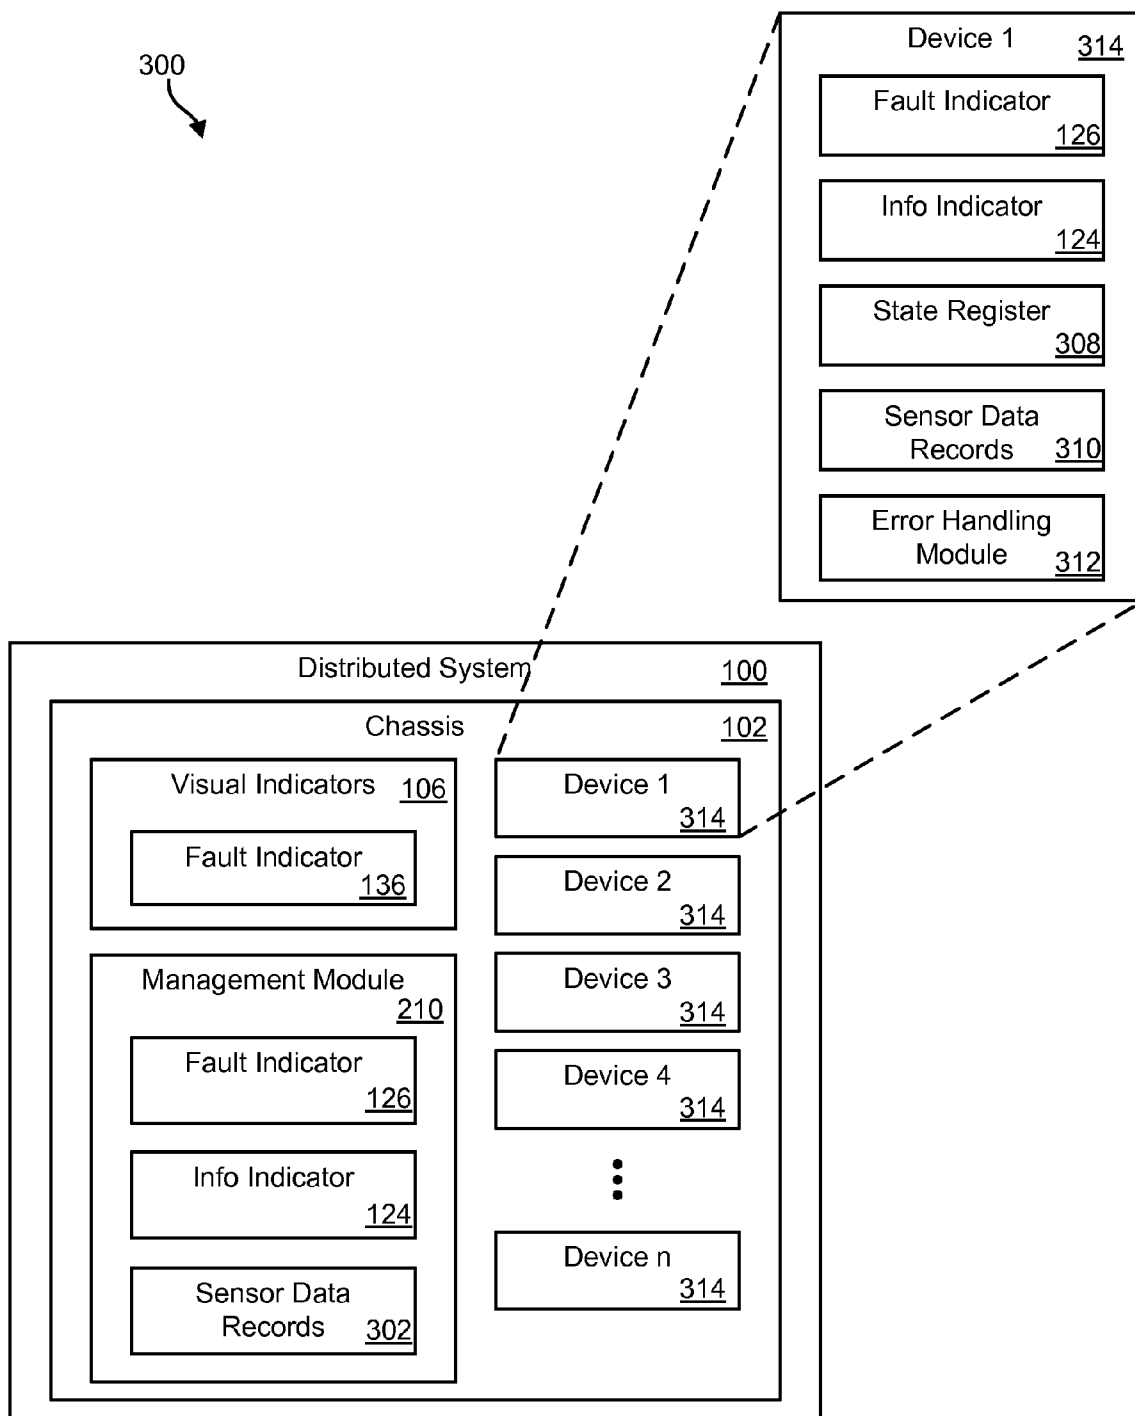 300
Device 1
314
Fault Indicator
126
Info Indicator
124
State Register
308
Sensor Data
Records
310
Error Handling
Module
312
Distributed System
100
Chassis
102
Visual Indicators
106
Fault Indicator
136
Management Module
210
Fault Indicator
126
Info Indicator
124
Sensor Data
Records
302
Device 1
314
Device 2
314
Device 3
314
Device 4
314
Device n
314